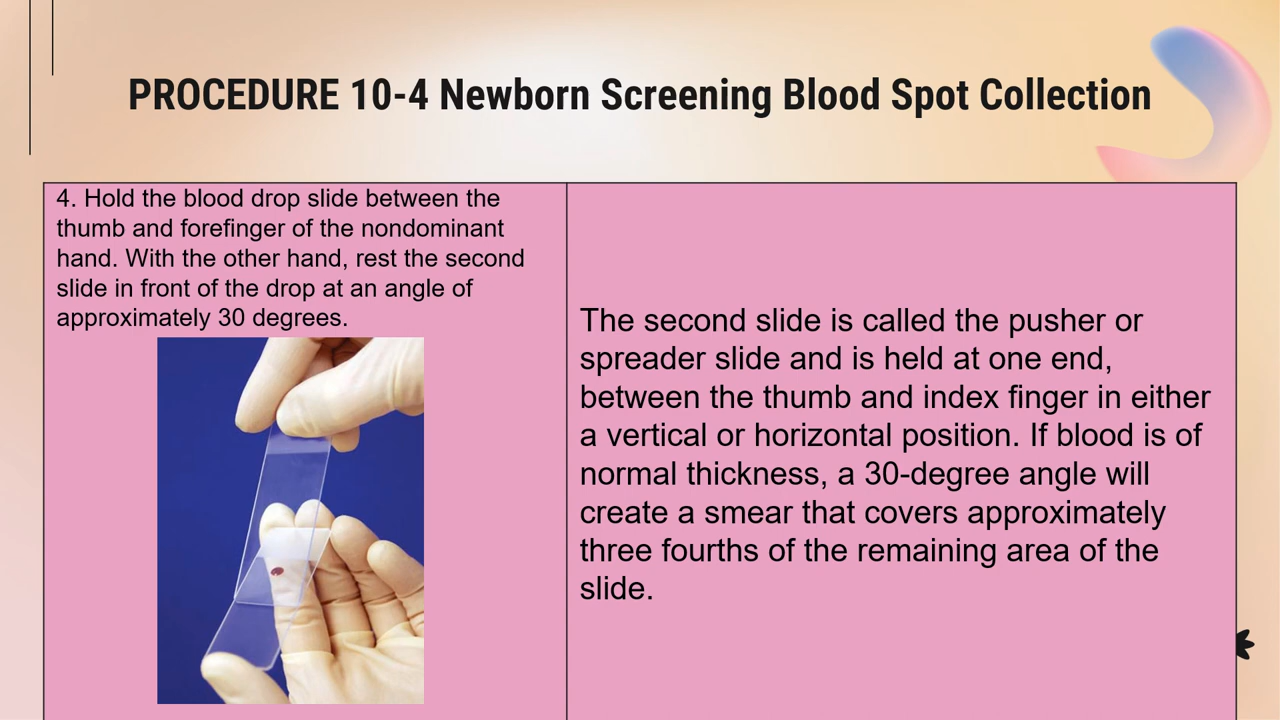 PROCEDURE 10-4 Newborn Screening Blood Spot Collection
4. Hold the blood drop slide between the
thumb and forefinger of the nondominant
hand. With the other hand, rest the second
slide in front of the drop at an angle of
approximately 30 degrees.
The second slide is called the pusher or
spreader slide and is held at one end,
between the thumb and index finger in either
a vertical or horizontal position. If blood is of
normal thickness, a 30-degree angle will
create a smear that covers approximately
three fourths of the remaining area of the
slide.